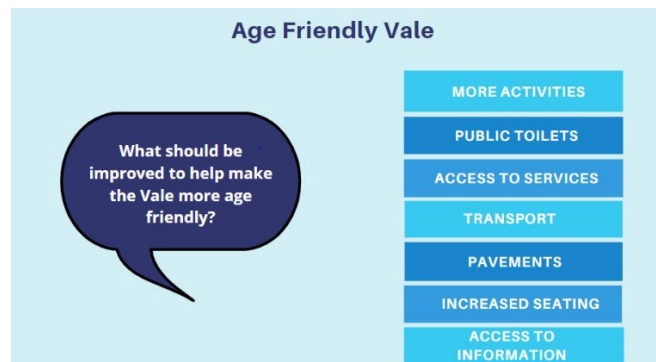 Age Friendly Vale
What should be
improved to help make
the Vale more age
friendly?
MORE ACTIVITIES
PUBLIC TOILETS
ACCESS TO SERVICES
TRANSPORT
PAVEMENTS
INCREASED SEATING
ACCESS TO
INFORMATION